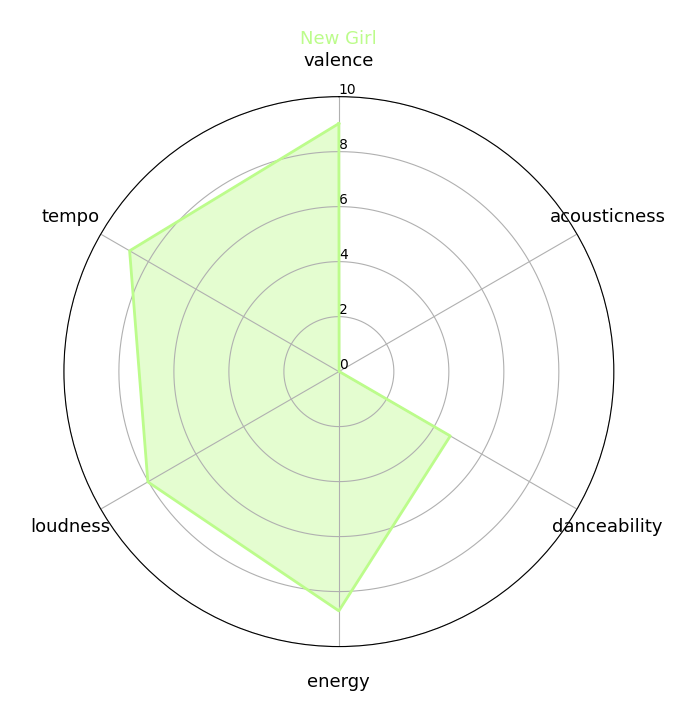 New Girl
valence
10
8
tempo
acousticness
6
4
2
0
loudness
danceability
energy